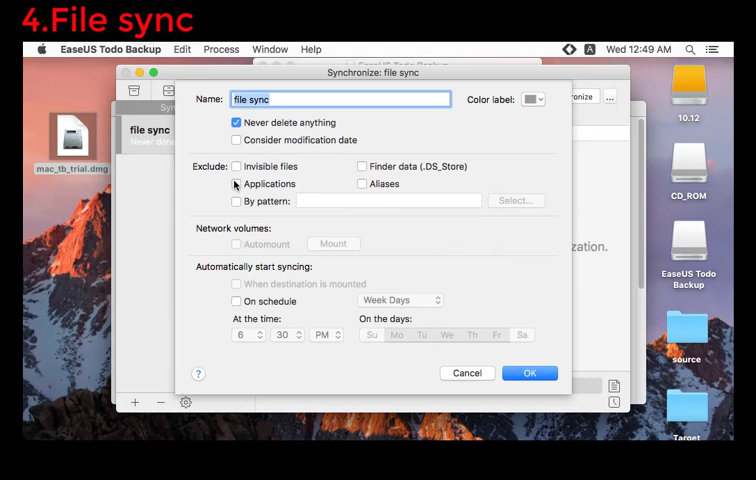 4.File sync
EaseUS Todo Backup Edit Process Window Help
A Wed 12:49 AM
Synchronize: file sync
Name: file sync Color label:
Never delete anything
Consider modification date
Exclude: Invisible files Finder data (.DS_Store)
Applications Aliases
By pattern: Select...
Network volumes:
Automount Mount
Automatically start syncing:
When destination is mounted
On schedule Week Days
At the time: On the days:
6 30 PM Su Mo Tu We Th Fr Sa
? Cancel OK
file sync
mac_tb_trial.dmg
zation.
10.12
CD_ROM
EaseUS Todo
Backup
source
Target